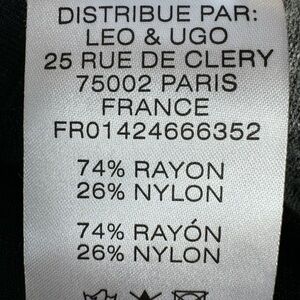 DISTRIBUE PAR:
LEO & UGO
25 RUE DE CLERY
75002 PARIS
FRANCE
FR01424666352
74% RAYON
26% NYLON
74% RAYÓN
26% NYLON